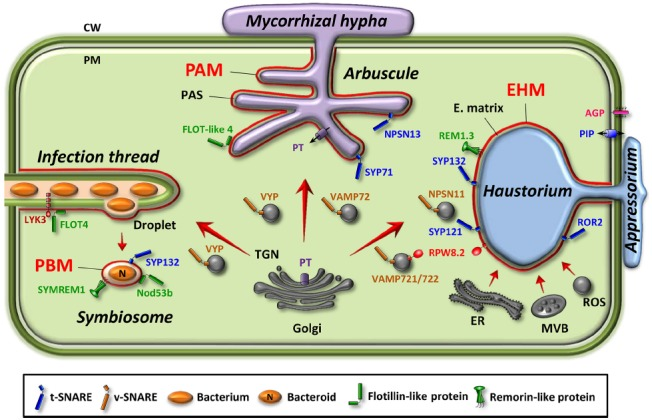 Mycorrhizal hypha
CW
PM
PAM
Arbuscule
PAS
EHM
E. matrix
AGP
FLOT-like 4
PT
NPSN13
REM1.3
PIP
SYP71
SYP132
Infection thread
Haustorium
Appressorium
VYP
VAMP72
NPSN11
LYK3
FLOT4
Droplet
SYP121
ROR2
VYP
TGN
PT
RPW8.2
PBM
N
SYP132
VAMP721/722
SYMREM1
Nod53b
Symbiosome
Golgi
ER
MVB
ROS
t-SNARE
v-SNARE
Bacterium
N
Bacteroid
Flotillin-like protein
Remorin-like protein